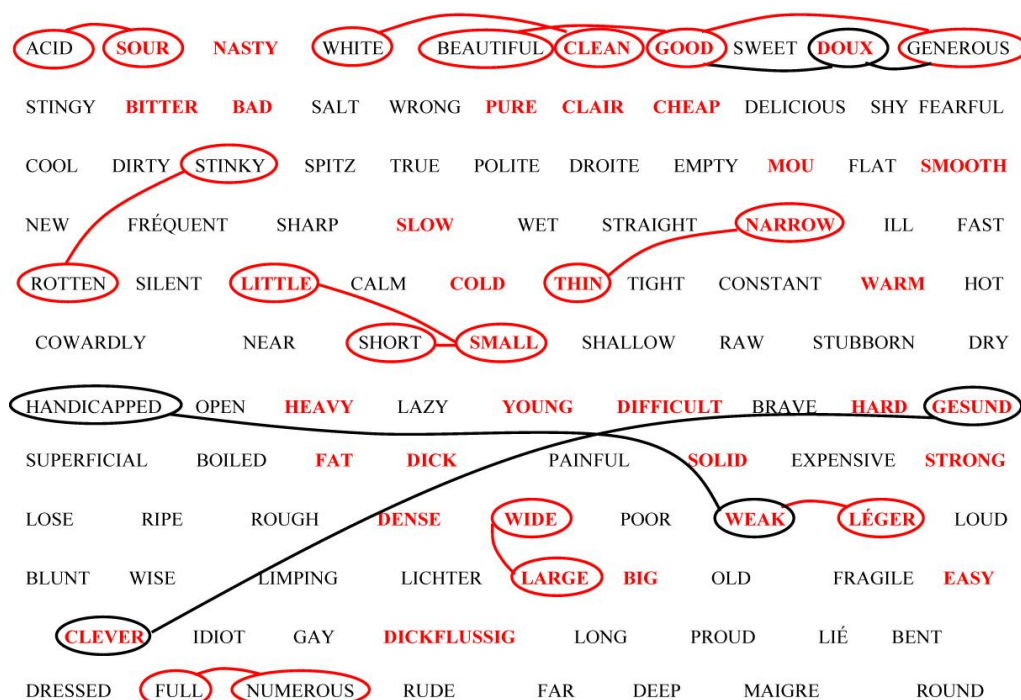 ACID SOUR NASTY WHITE BEAUTIFUL CLEAN GOOD SWEET DOUX GENEROUS
STINGY BITTER BAD SALT WRONG PURE CLAIR CHEAP DELICIOUS SHY FEARFUL
COOL DIRTY STINKY SPITZ TRUE POLITE DROITE EMPTY MOU FLAT SMOOTH
NEW FRÉQUENT SHARP SLOW WET STRAIGHT NARROW ILL FAST
ROTTEN SILENT LITTLE CALM COLD THIN TIGHT CONSTANT WARM HOT
COWARDLY NEAR SHORT SMALL SHALLOW RAW STUBBORN DRY
HANDICAPPED OPEN HEAVY LAZY YOUNG DIFFICULT BRAVE HARD GESUND
SUPERFICIAL BOILED FAT DICK PAINFUL SOLID EXPENSIVE STRONG
LOSE RIPE ROUGH DENSE WIDE POOR WEAK LÉGER LOUD
BLUNT WISE LIMPING LICHTER LARGE BIG OLD FRAGILE EASY
CLEVER IDIOT GAY DICKFLUSSIG LONG PROUD LIÉ BENT
DRESSED FULL NUMEROUS RUDE FAR DEEP MAIGRE ROUND